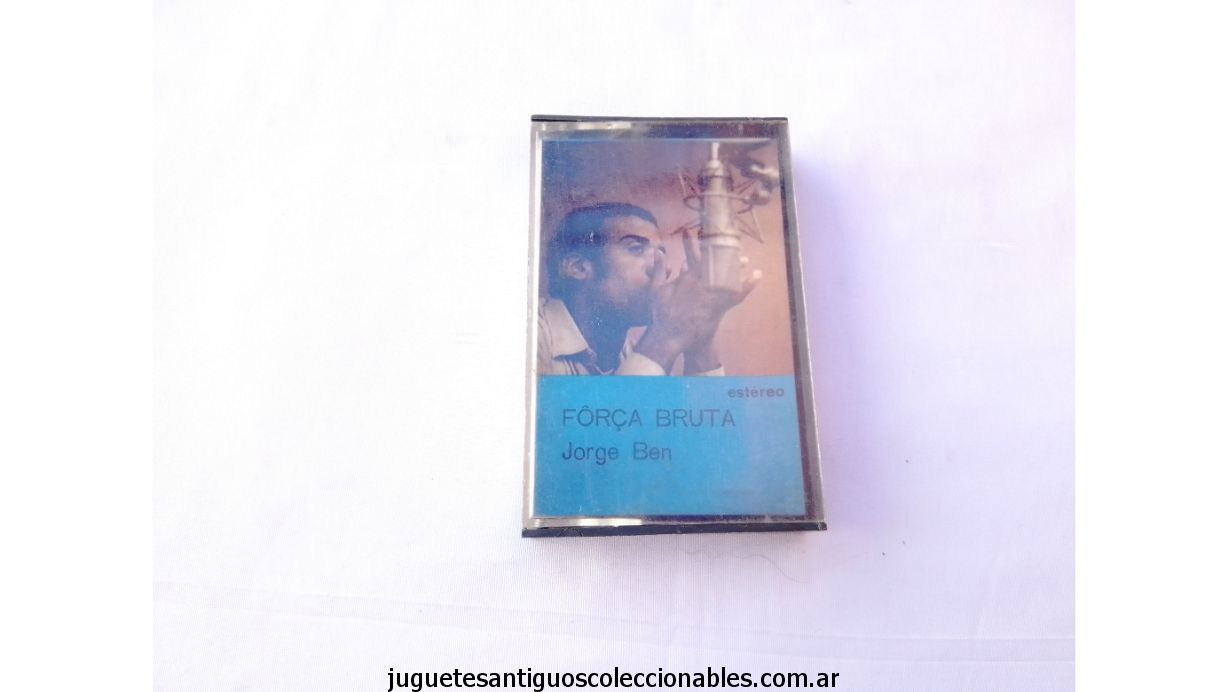 estéreo
FÔRÇA BRUTA
Jorge Ben
juguetesantiguoscoleccionables.com.ar